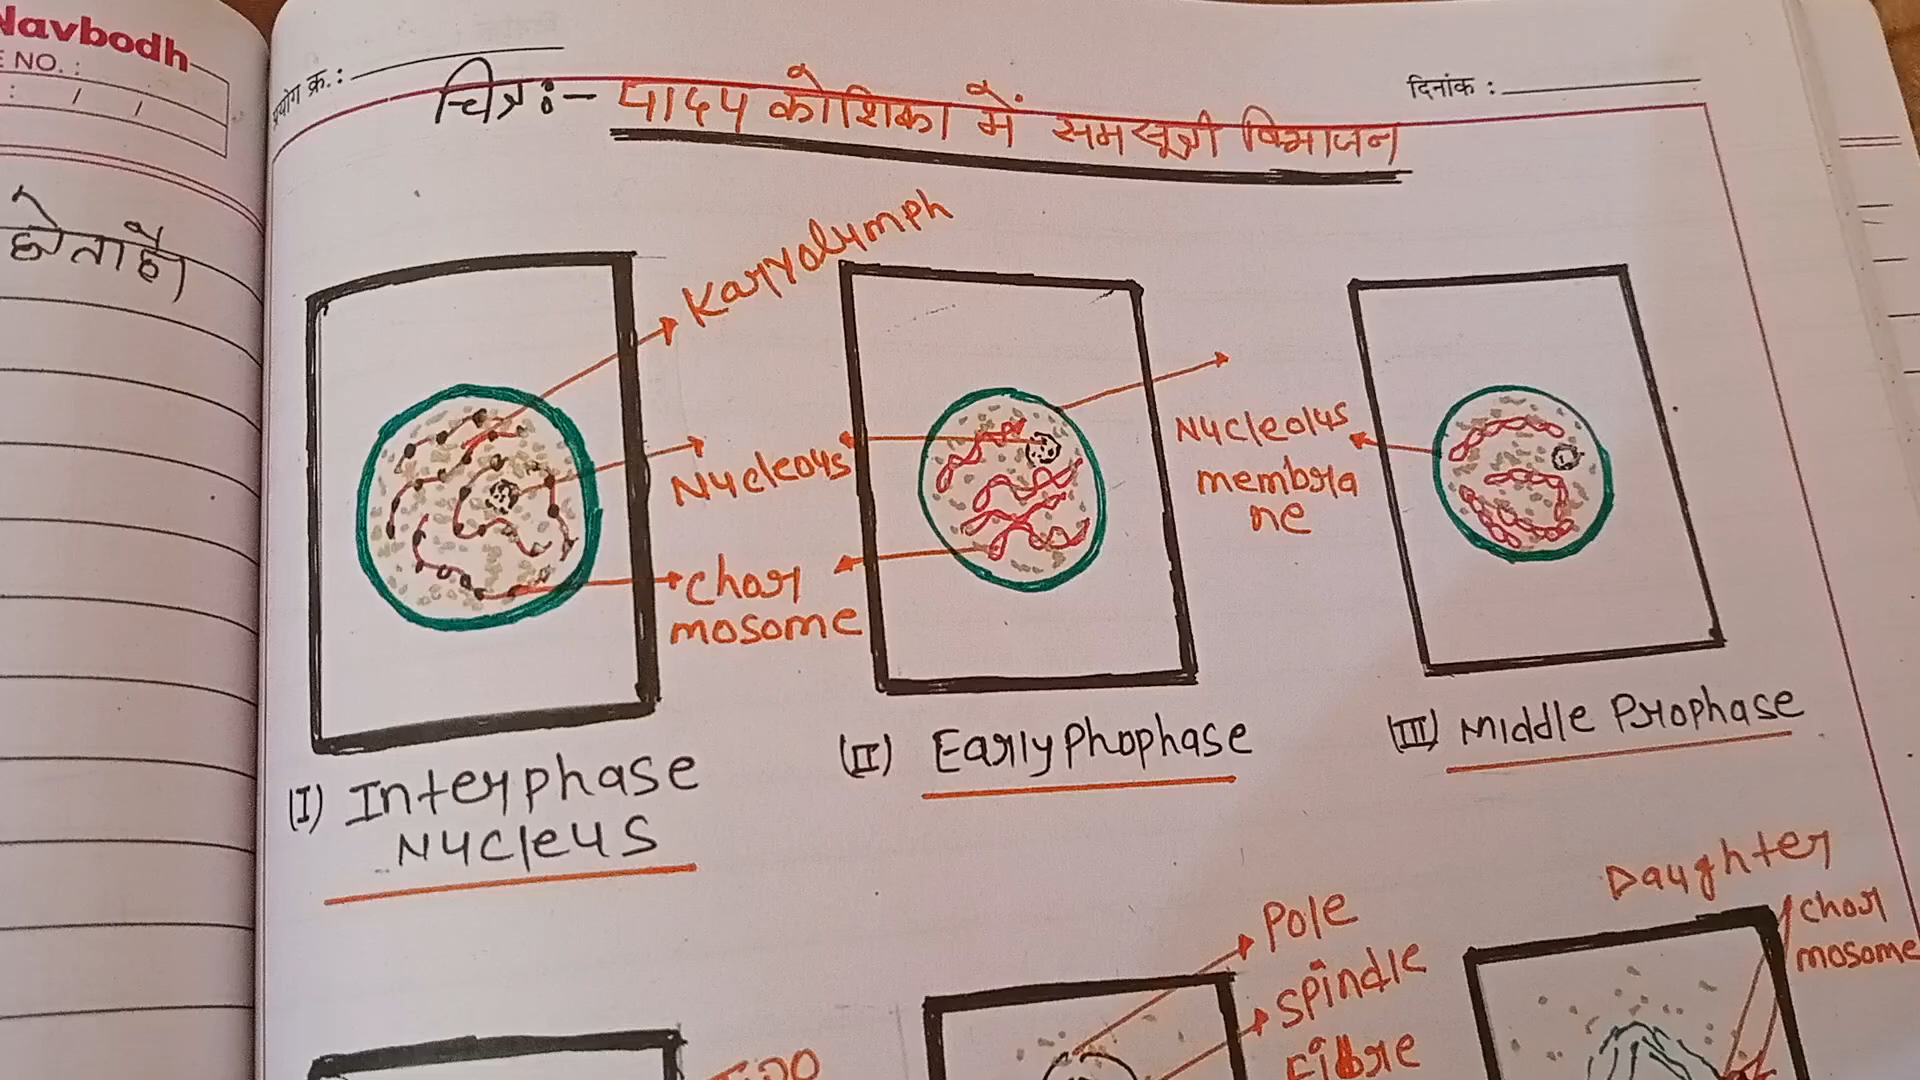 Navbodh
E NO. :
: / /
होता है।
प्रयोग क्र. :
दिनांक :
चित्र:- पादप कोशिका में समसूत्री विभाजन
Karyolymph
Nucleous
Chor
mosome
Nucleolus
membra
ne
(I) Interphase
Nucleus
(II) Early Phophase
(III) Middle Prophase
Pole
Spindle
Fibre
Daughter
Chor
mosome